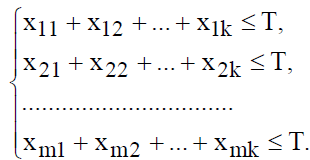 x₁₁ + x₁₂ + ... + x₁ₖ ≤ T,
x₂₁ + x₂₂ + ... + x₂ₖ ≤ T,
................................
xₘ₁ + xₘ₂ + ... + xₘₖ ≤ T.